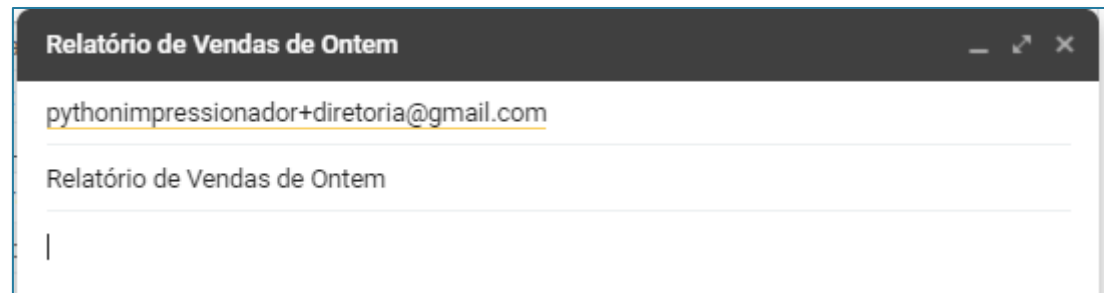 Relatório de Vendas de Ontem
pythonimpressionador+diretoria@gmail.com
Relatório de Vendas de Ontem